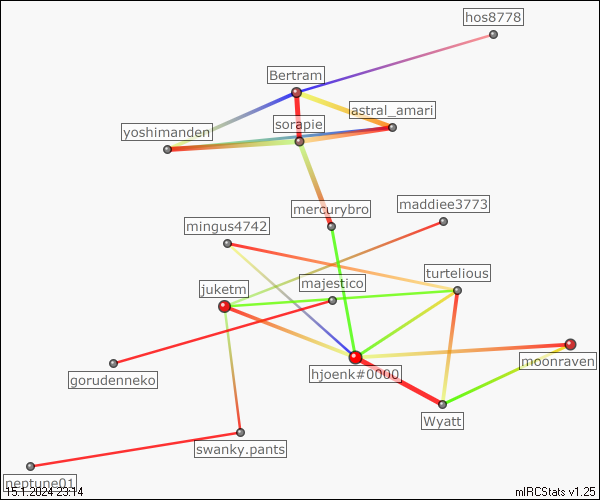 hos8778
Bertram
astral_amari
sorapie
yoshimanden
maddiee3773
mercurybro
mingus4742
turtelious
majestico
juketm
moonraven
hjoenk#0000
gorudenneko
Wyatt
swanky.pants
neptune01
15.1.2024 23:14
mIRCStats v1.25